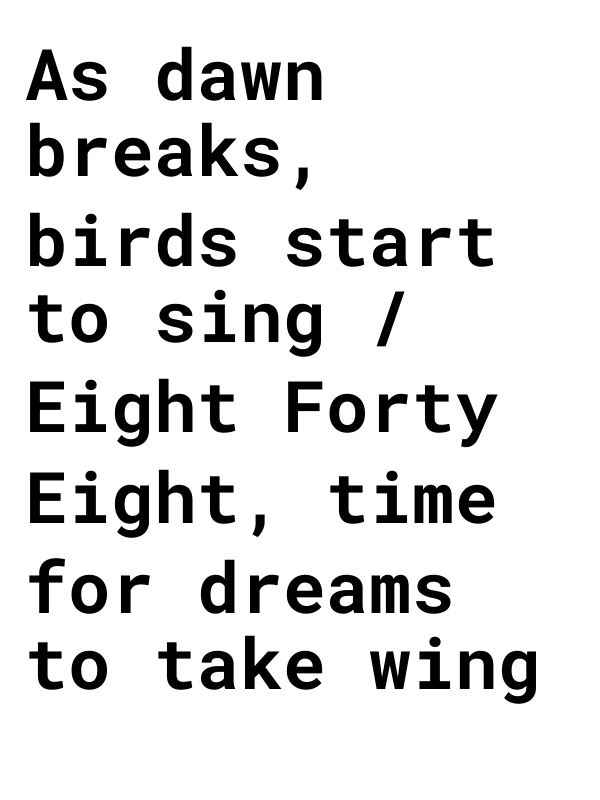 As dawn
breaks,
birds start
to sing /
Eight Forty
Eight, time
for dreams
to take wing